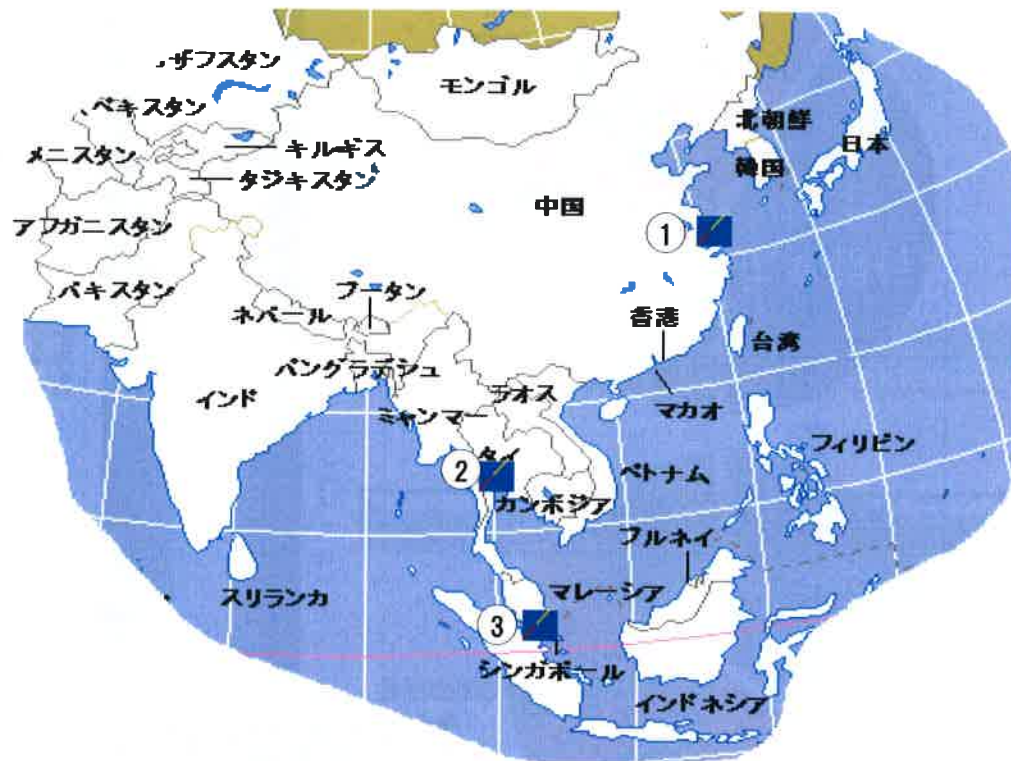 ザフスタン
モンゴル
ベキスタン
北朝鮮
日本
キルギス
メニスタン
韓国
タジキスタン
中国
アフガニスタン
①
パキスタン
ブータン
ネパール
香港
台湾
バングラデシュ
ラオス
インド
マカオ
ミャンマー
フィリピン
タイ
②
ベトナム
カンボジア
ブルネイ
マレーシア
スリランカ
③
シンガポール
インドネシア